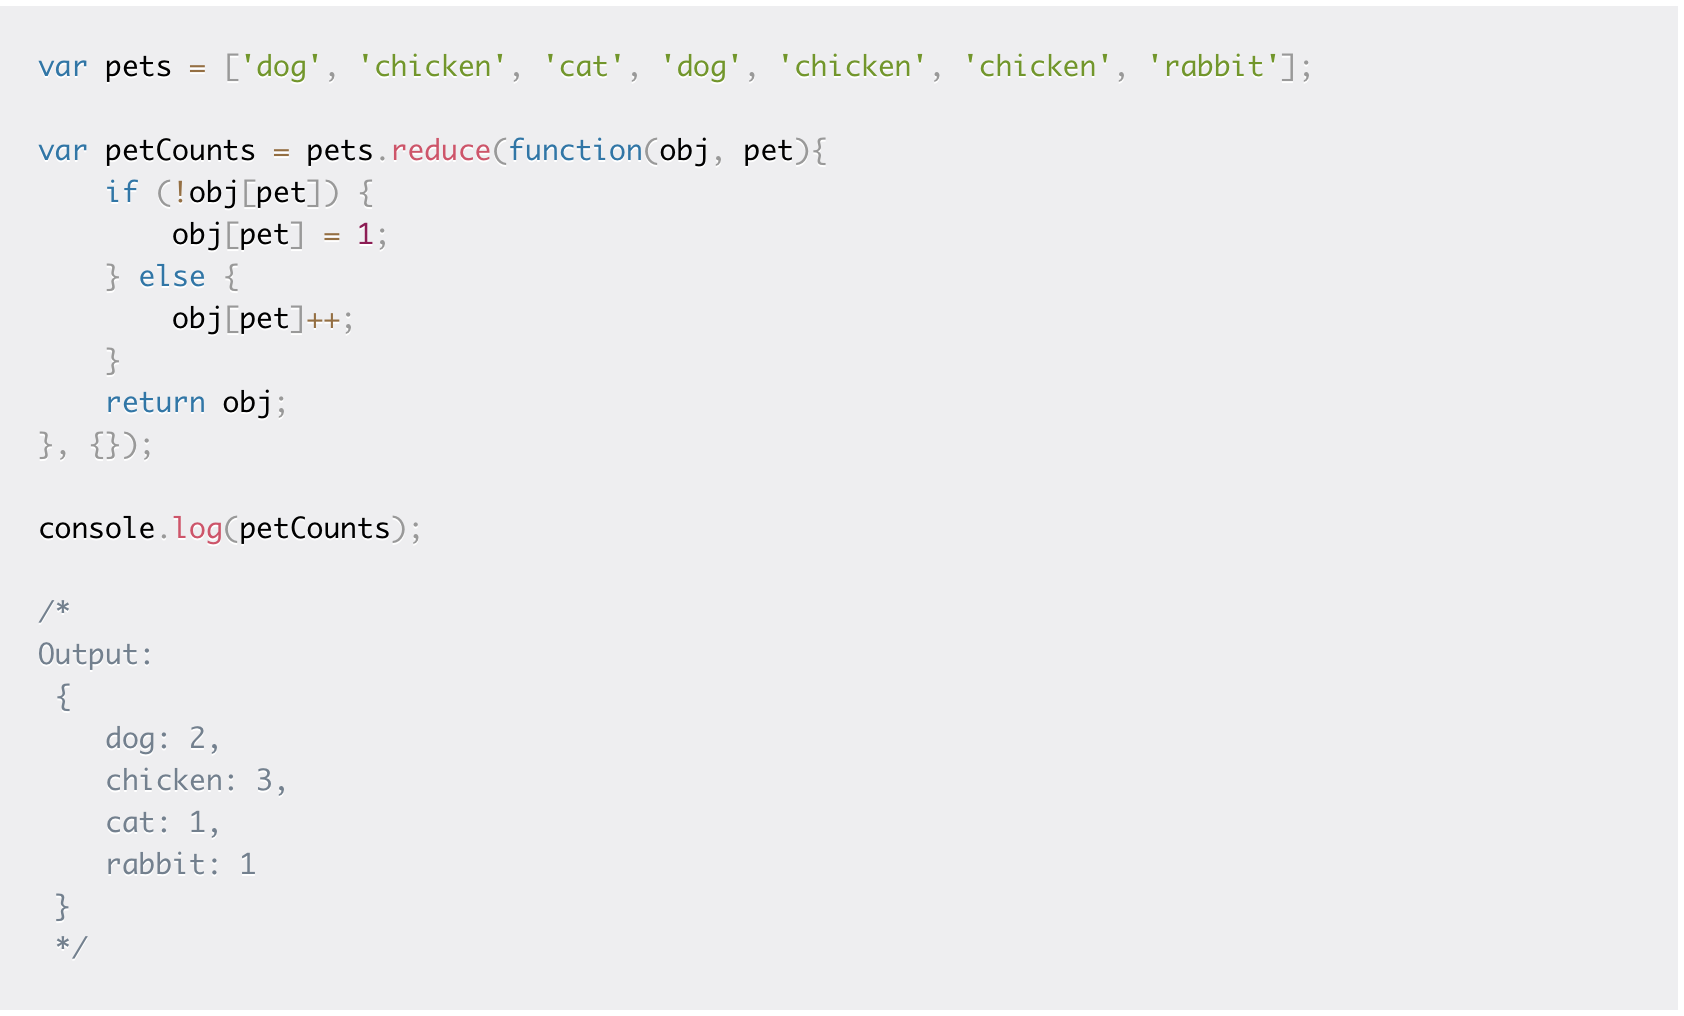 var pets = ['dog', 'chicken', 'cat', 'dog', 'chicken', 'chicken', 'rabbit'];

var petCounts = pets.reduce(function(obj, pet){
    if (!obj[pet]) {
        obj[pet] = 1;
    } else {
        obj[pet]++;
    }
    return obj;
}, {});

console.log(petCounts);

/*
Output:
 {
    dog: 2,
    chicken: 3,
    cat: 1,
    rabbit: 1
 }
 */